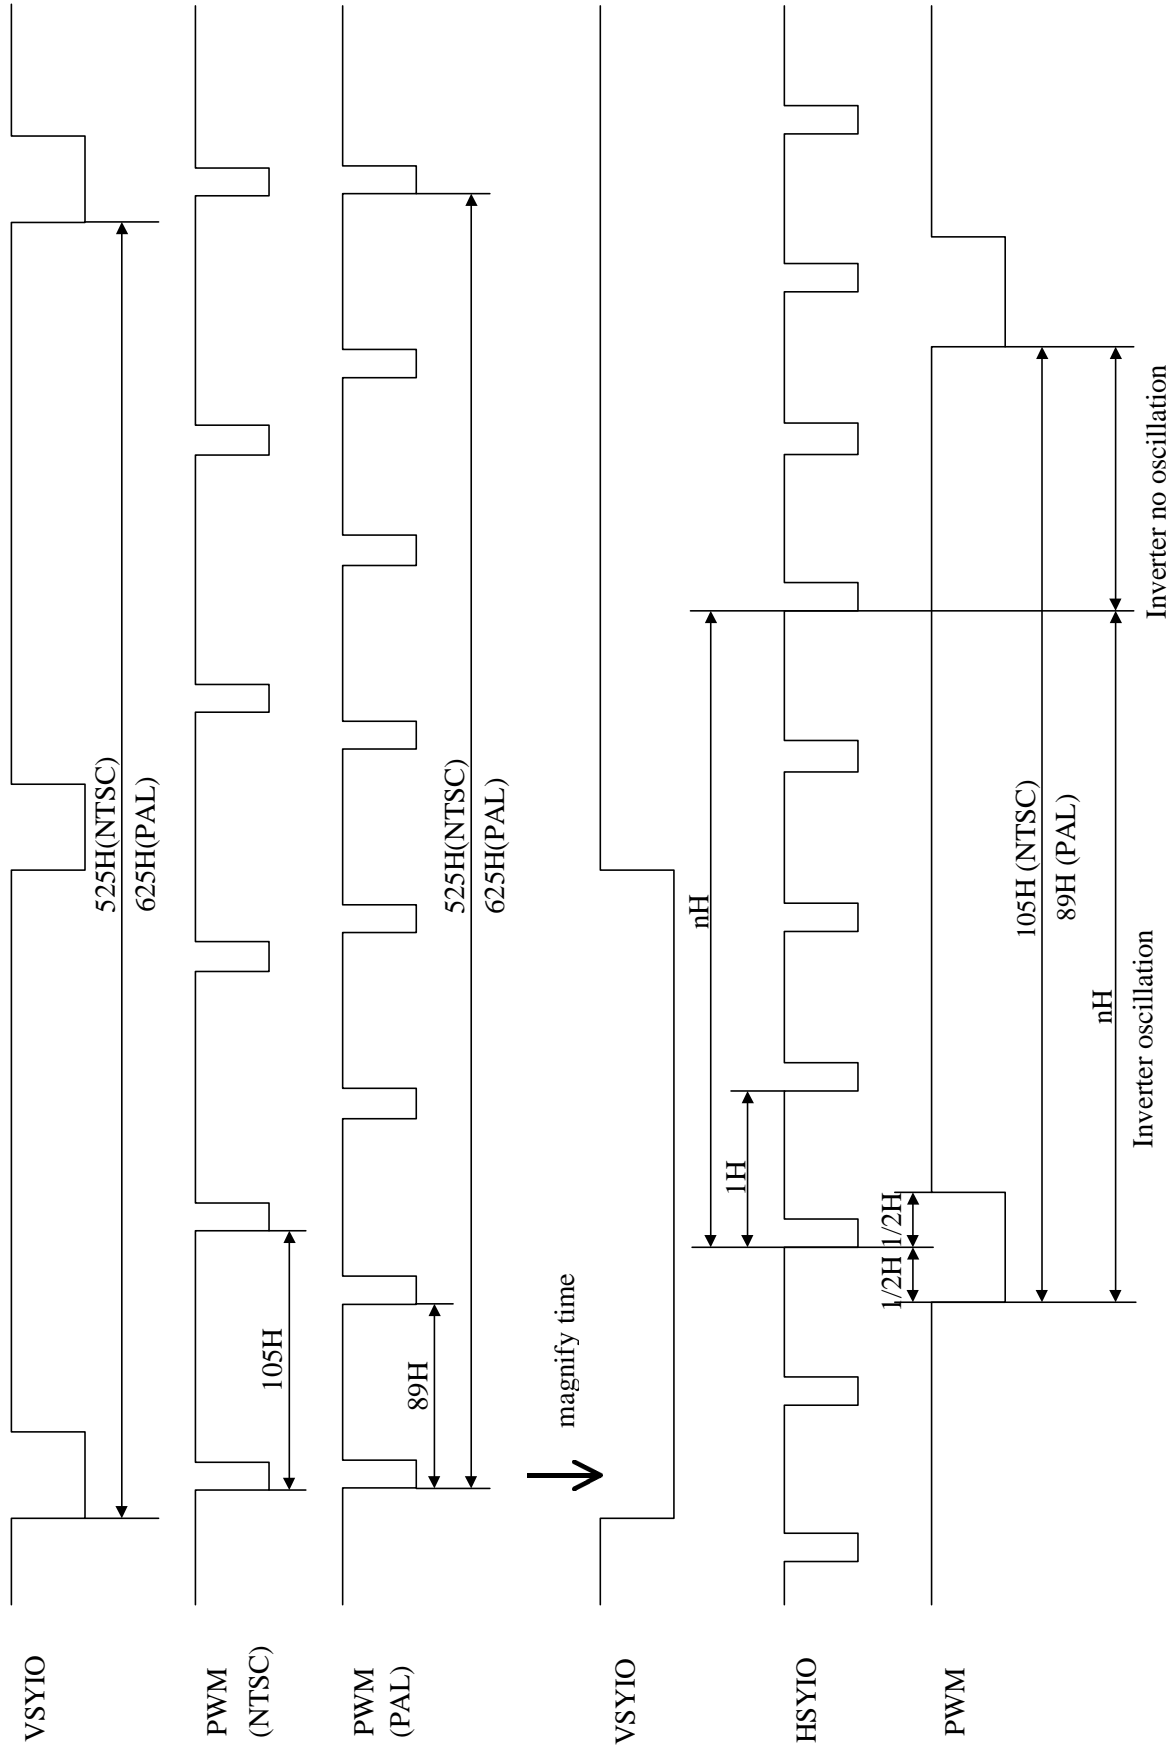 VSYIO
525H(NTSC)
625H(PAL)
PWM
(NTSC)
105H
PWM
(PAL)
89H
525H(NTSC)
625H(PAL)
magnify time
VSYIO
nH
1H
HSYIO
1/2H 1/2H
PWM
105H (NTSC)
89H (PAL)
nH
Inverter oscillation
Inverter no oscillation